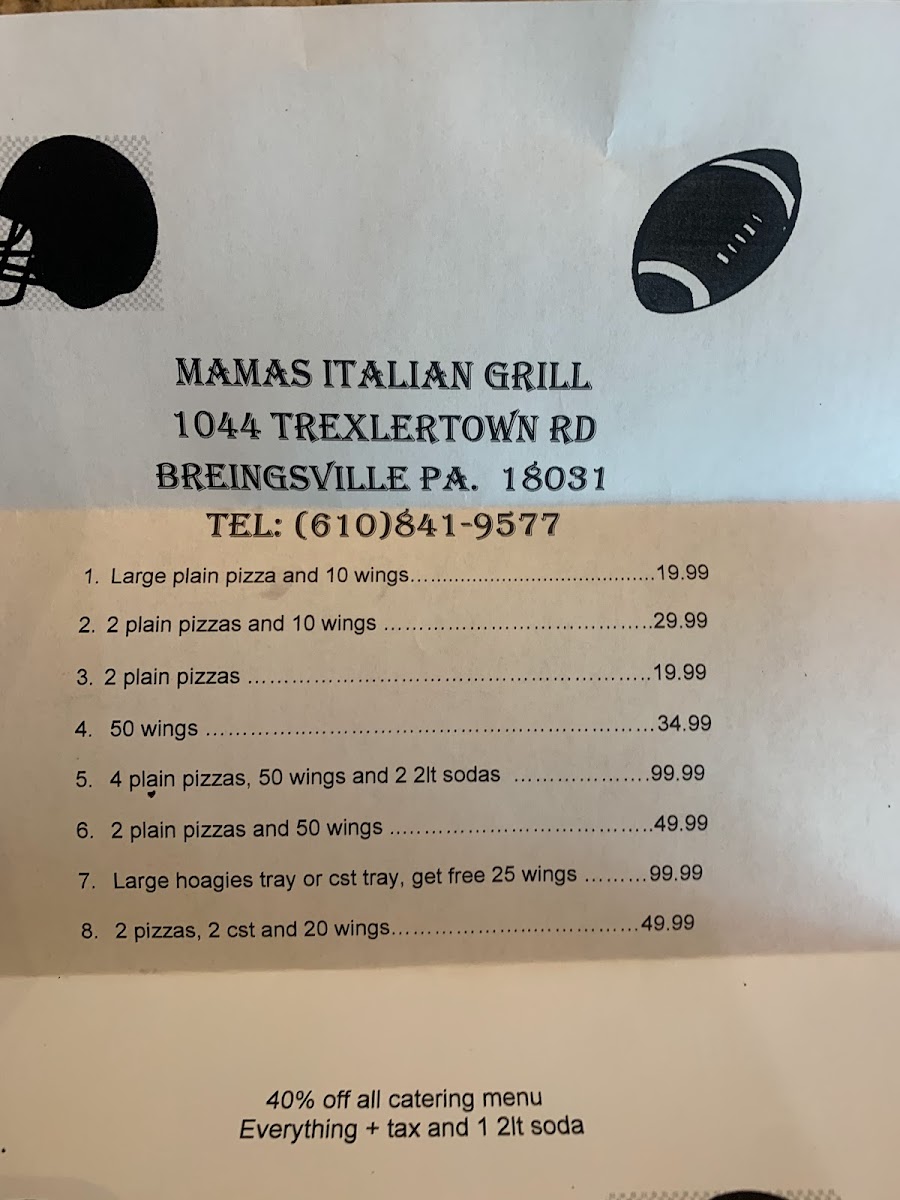 MAMAS ITALIAN GRILL
1044 TREXLERTOWN RD
BREINGSVILLE PA. 18031
TEL: (610)841-9577
1. Large plain pizza and 10 wings..........................................19.99
2. 2 plain pizzas and 10 wings .............................................29.99
3. 2 plain pizzas ....................................................................19.99
4. 50 wings ...........................................................................34.99
5. 4 plain pizzas, 50 wings and 2 2lt sodas .......................99.99
6. 2 plain pizzas and 50 wings ............................................49.99
7. Large hoagies tray or cst tray, get free 25 wings .........99.99
8. 2 pizzas, 2 cst and 20 wings..........................................49.99
40% off all catering menu
Everything + tax and 1 2lt soda